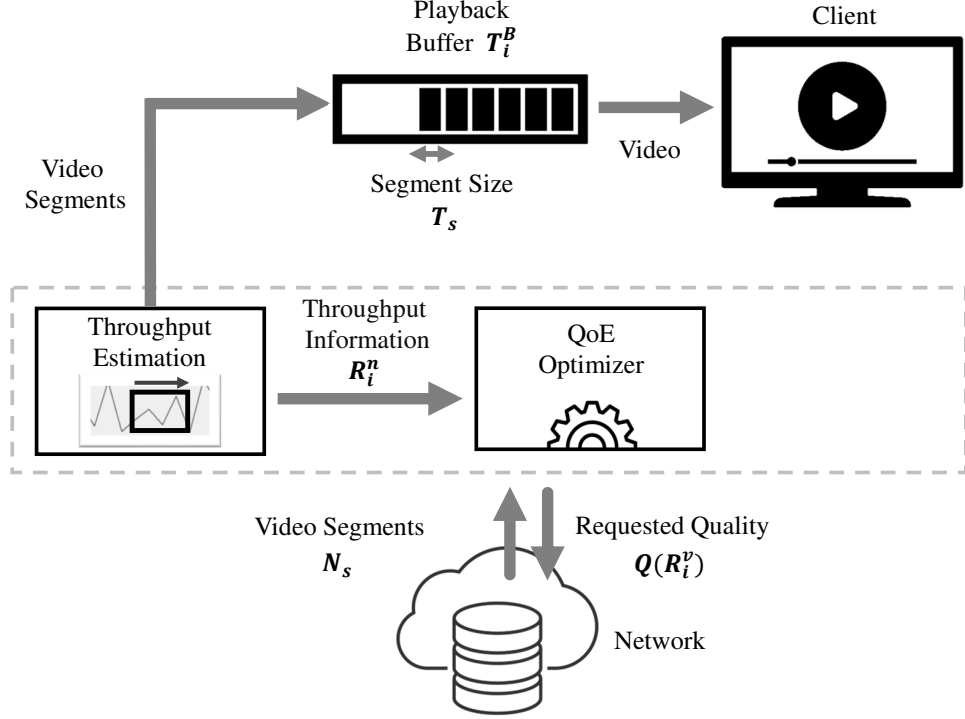 Playback
Buffer T_i^B
Client
Video
Segments
Video
Segment Size
T_s
Throughput
Estimation
Throughput
Information
R_i^n
QoE
Optimizer
Video Segments
N_s
Requested Quality
Q(R_i^v)
Network